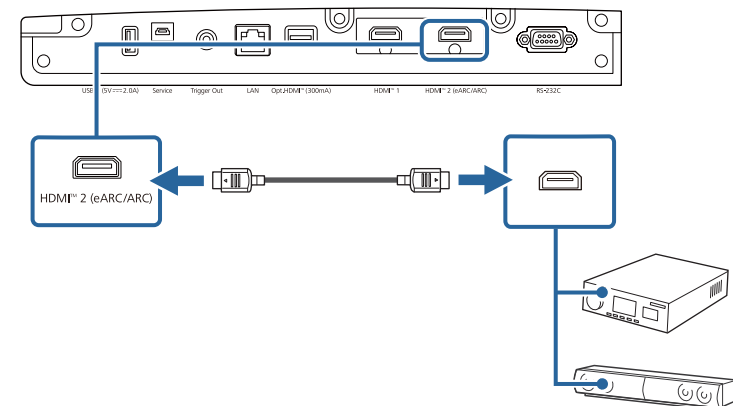 USB (5V⎓2.0A) Service Trigger Out LAN Opt.HDMI™ (300mA) HDMI™ 1 HDMI™ 2 (eARC/ARC) RS-232C
HDMI™ 2 (eARC/ARC)